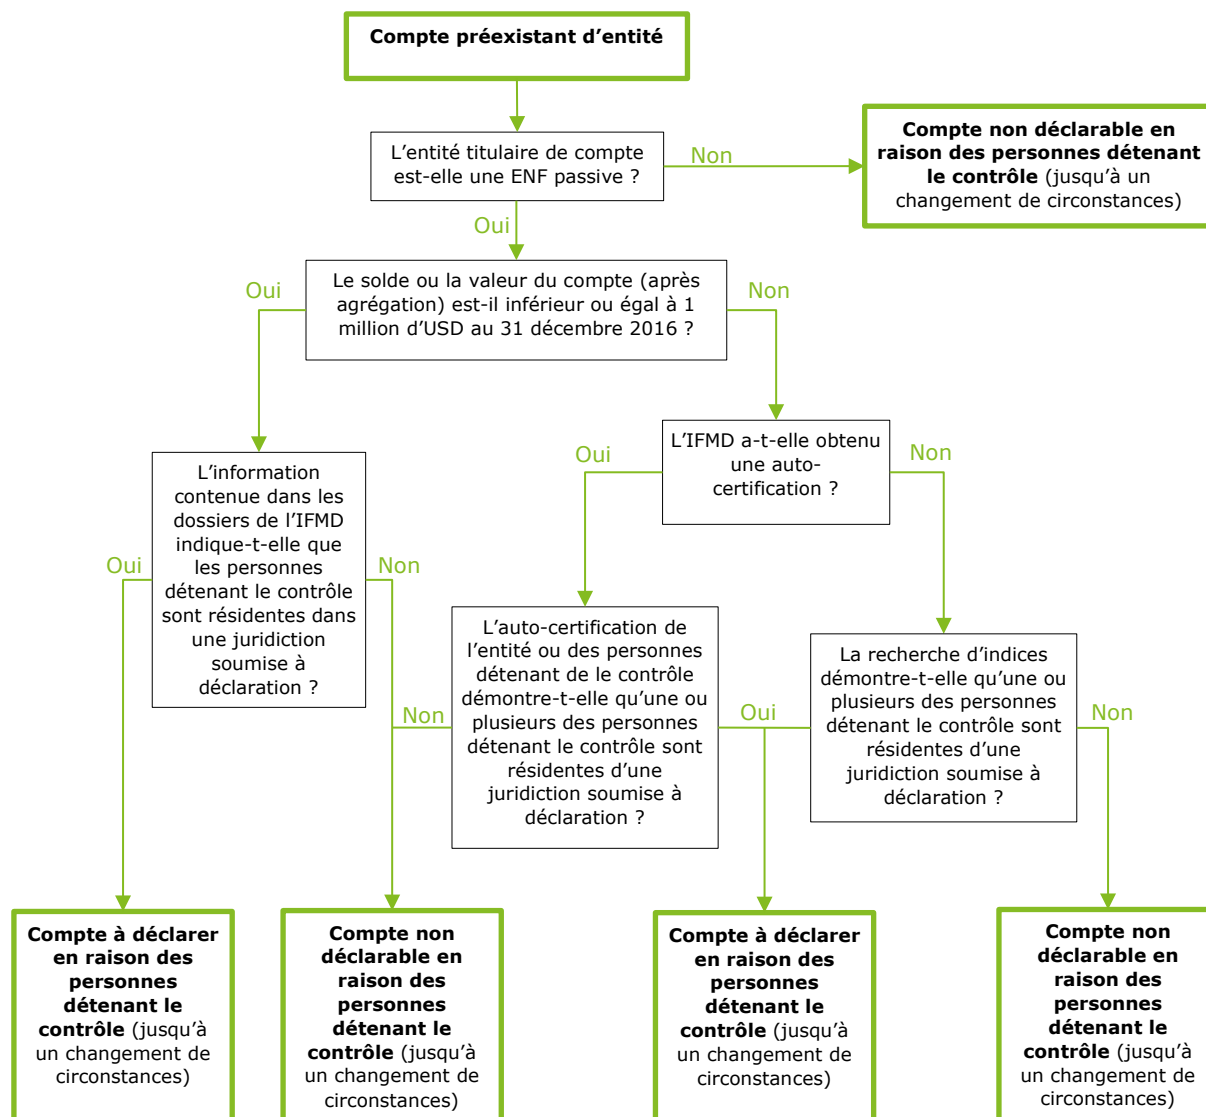 Compte préexistant d'entité
L'entité titulaire de compte
est-elle une ENF passive ?
Non
Compte non déclarable en
raison des personnes détenant
le contrôle (jusqu'à un
changement de circonstances)
Oui
Le solde ou la valeur du compte (après
agrégation) est-il inférieur ou égal à 1
million d'USD au 31 décembre 2016 ?
Oui
Non
L'IFMD a-t-elle obtenu
une auto-
certification ?
Oui
Non
L'information
contenue dans les
dossiers de l'IFMD
indique-t-elle que
les personnes
détenant le contrôle
sont résidentes dans
une juridiction
soumise à
déclaration ?
Oui
Non
L'auto-certification de
l'entité ou des personnes
détenant de le contrôle
démontre-t-elle qu'une ou
plusieurs des personnes
détenant le contrôle sont
résidentes d'une
juridiction soumise à
déclaration ?
Non
Oui
La recherche d'indices
démontre-t-elle qu'une ou
plusieurs des personnes
détenant le contrôle sont
résidentes d'une
juridiction soumise à
déclaration ?
Non
Compte à déclarer
en raison des
personnes
détenant le
contrôle (jusqu'à
un changement de
circonstances)
Compte non
déclarable en
raison des
personnes
détenant le
contrôle (jusqu'à
un changement de
circonstances)
Compte à déclarer
en raison des
personnes
détenant le
contrôle (jusqu'à
un changement de
circonstances)
Compte non
déclarable en
raison des
personnes
détenant le
contrôle (jusqu'à
un changement de
circonstances)